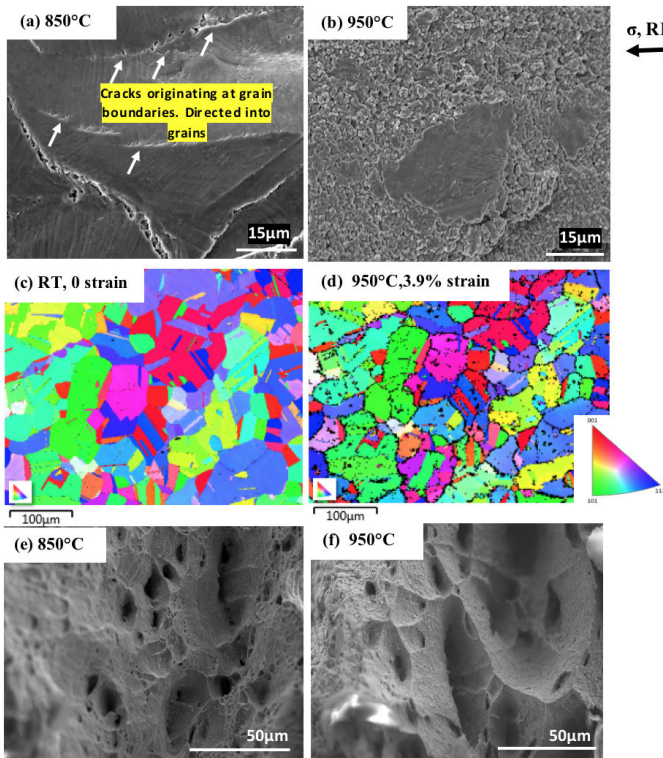 (a) 850°C
(b) 950°C
σ, R
Cracks originating at grain
boundaries. Directed into
grains
15µm
15µm
(c) RT, 0 strain
(d) 950°C,3.9% strain
001
101
100µm
100µm
(e) 850°C
(f) 950°C
50µm
50µm